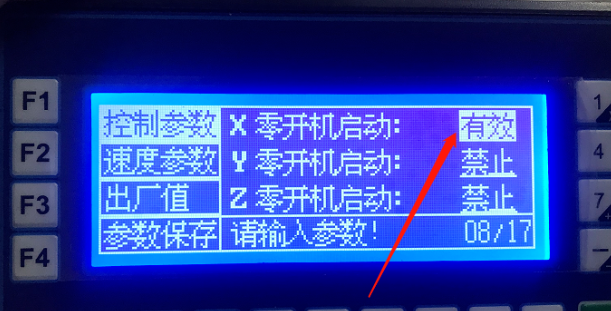 F1 控制参数 X 零开机启动: 有效 1
F2 速度参数 Y 零开机启动: 禁止 4
F3 出厂值 Z 零开机启动: 禁止 7
F4 参数保存 请输入参数! 08/17